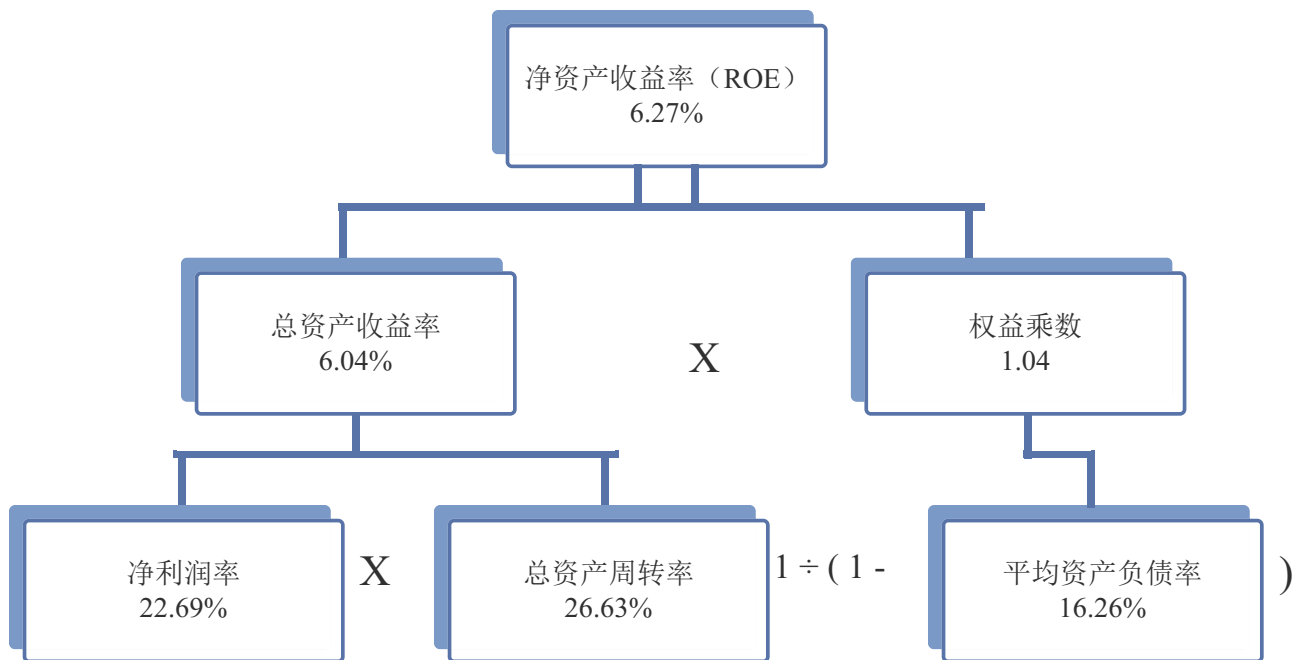 净资产收益率（ROE）
6.27%
总资产收益率
6.04%
X
权益乘数
1.04
净利润率
22.69%
X
总资产周转率
26.63%
1 ÷ ( 1 -
平均资产负债率
16.26%
)